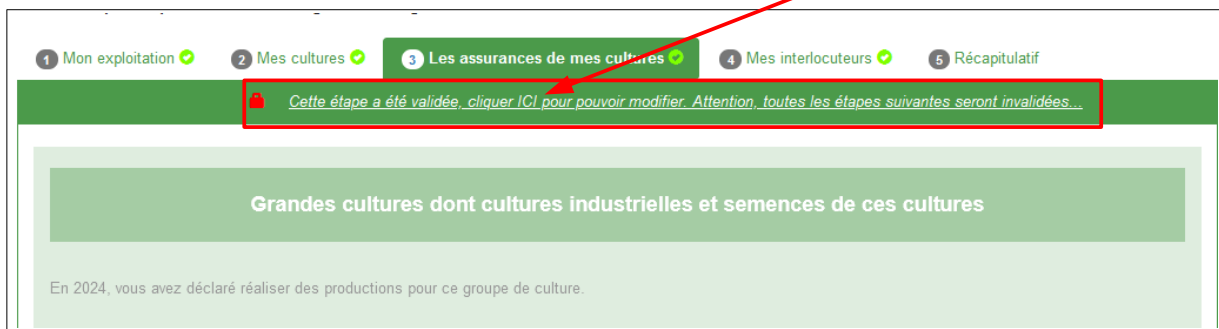 1 Mon exploitation 2 Mes cultures 3 Les assurances de mes cultures 4 Mes interlocuteurs 5 Récapitulatif
Cette étape a été validée, cliquer ICI pour pouvoir modifier. Attention, toutes les étapes suivantes seront invalidées...
Grandes cultures dont cultures industrielles et semences de ces cultures
En 2024, vous avez déclaré réaliser des productions pour ce groupe de culture.